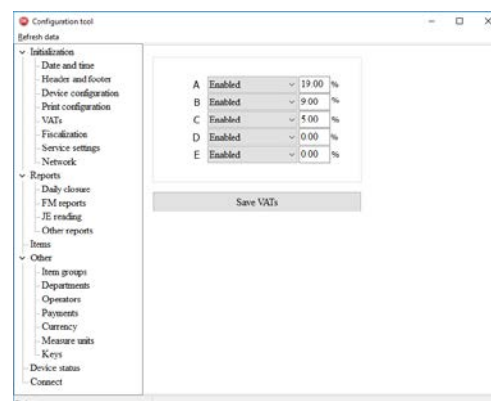 Configuration tool
Refresh data
Initialization
Date and time
Header and footer
Device configuration
Print configuration
VATs
Fiscalization
Service settings
Network
Reports
Daily closure
FM reports
JE reading
Other reports
Items
Other
Item groups
Departments
Operators
Payments
Currency
Measure units
Keys
Device status
Connect
A Enabled 19.00 %
B Enabled 9.00 %
C Enabled 5.00 %
D Enabled 0.00 %
E Enabled 0.00 %
Save VATs